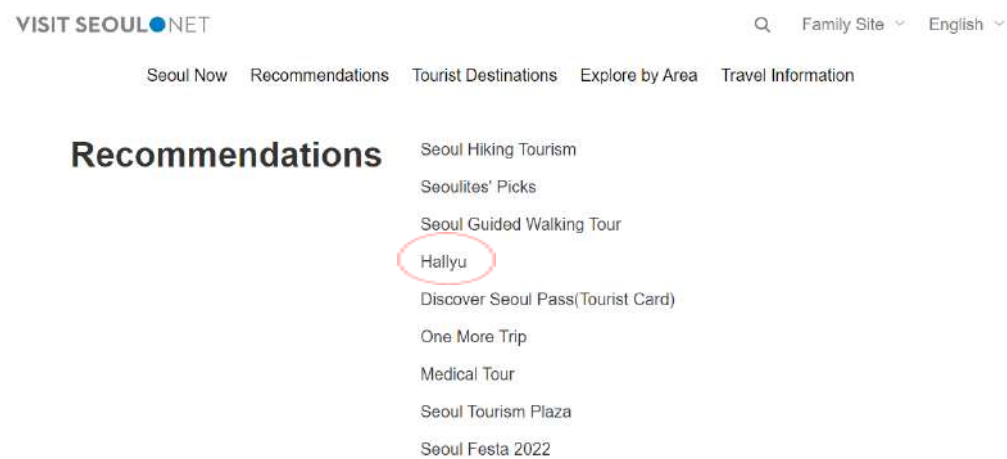 VISIT SEOUL NET
Family Site
English
Seoul Now Recommendations Tourist Destinations Explore by Area Travel Information
Recommendations
Seoul Hiking Tourism
Seoulites' Picks
Seoul Guided Walking Tour
Hallyu
Discover Seoul Pass(Tourist Card)
One More Trip
Medical Tour
Seoul Tourism Plaza
Seoul Festa 2022